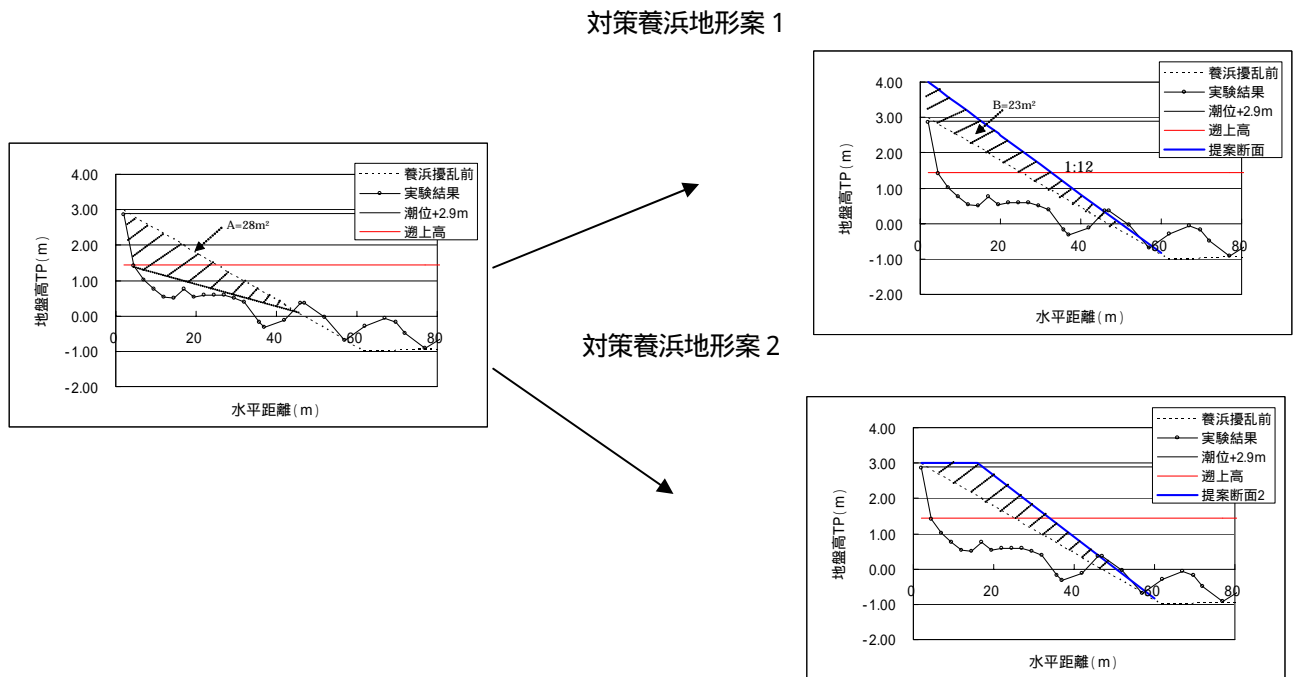 対策養浜地形案 1
4.00
3.00
2.00
1.00
0.00
-1.00
-2.00
地盤高TP(m)
0
20
40
60
80
水平距離(m)
A=28m²
養浜擾乱前
実験結果
潮位+2.9m
遡上高
4.00
3.00
2.00
1.00
0.00
-1.00
-2.00
地盤高TP(m)
0
20
40
60
80
水平距離(m)
B=23m²
1:12
養浜擾乱前
実験結果
潮位+2.9m
遡上高
提案断面
対策養浜地形案 2
4.00
3.00
2.00
1.00
0.00
-1.00
-2.00
地盤高TP(m)
0
20
40
60
80
水平距離(m)
養浜擾乱前
実験結果
潮位+2.9m
遡上高
提案断面2